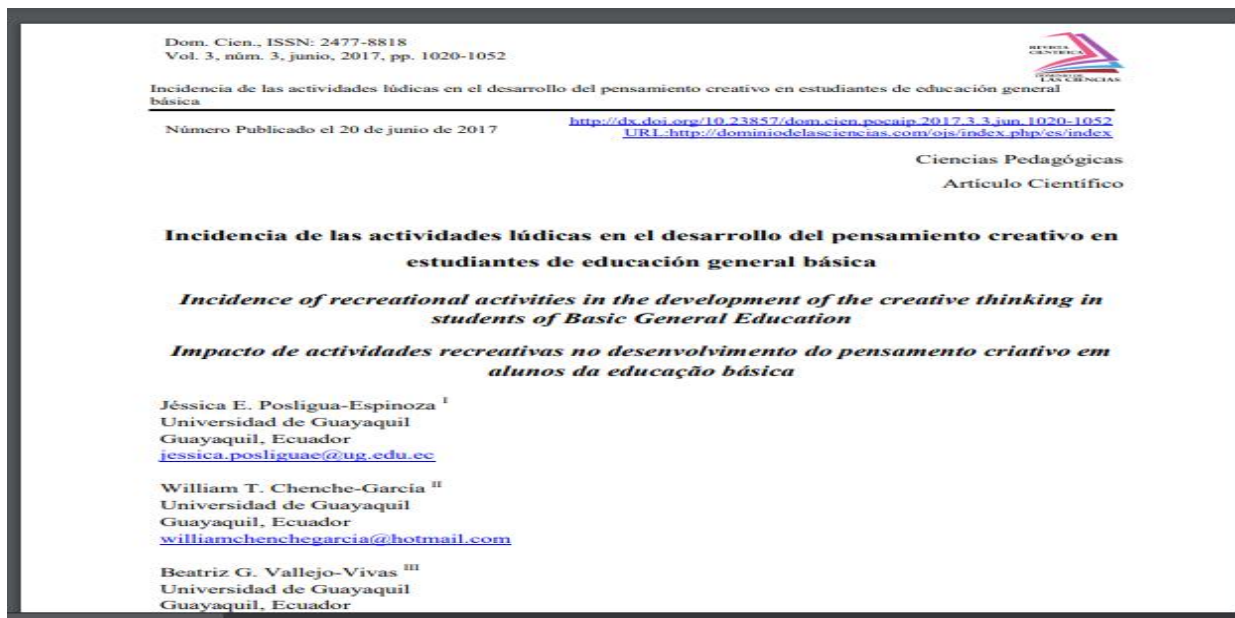 Dom. Cien., ISSN: 2477-8818
Vol. 3, núm. 3, junio, 2017, pp. 1020-1052
REVISTA
CIENTIFICA
DOMINIO DE
LAS CIENCIAS
Incidencia de las actividades lúdicas en el desarrollo del pensamiento creativo en estudiantes de educación general
básica
Número Publicado el 20 de junio de 2017
http://dx.doi.org/10.23857/dom.cien.pocaip.2017.3.3.jun.1020-1052
URL:http://dominiodelasciencias.com/ojs/index.php/es/index
Ciencias Pedagógicas
Artículo Científico
Incidencia de las actividades lúdicas en el desarrollo del pensamiento creativo en
estudiantes de educación general básica
Incidence of recreational activities in the development of the creative thinking in
students of Basic General Education
Impacto de actividades recreativas no desenvolvimento do pensamento criativo em
alunos da educação básica
Jéssica E. Posligua-Espinoza I
Universidad de Guayaquil
Guayaquil, Ecuador
jessica.posliguae@ug.edu.ec
William T. Chenche-García II
Universidad de Guayaquil
Guayaquil, Ecuador
williamchenchegarcia@hotmail.com
Beatriz G. Vallejo-Vivas III
Universidad de Guayaquil
Guayaquil, Ecuador